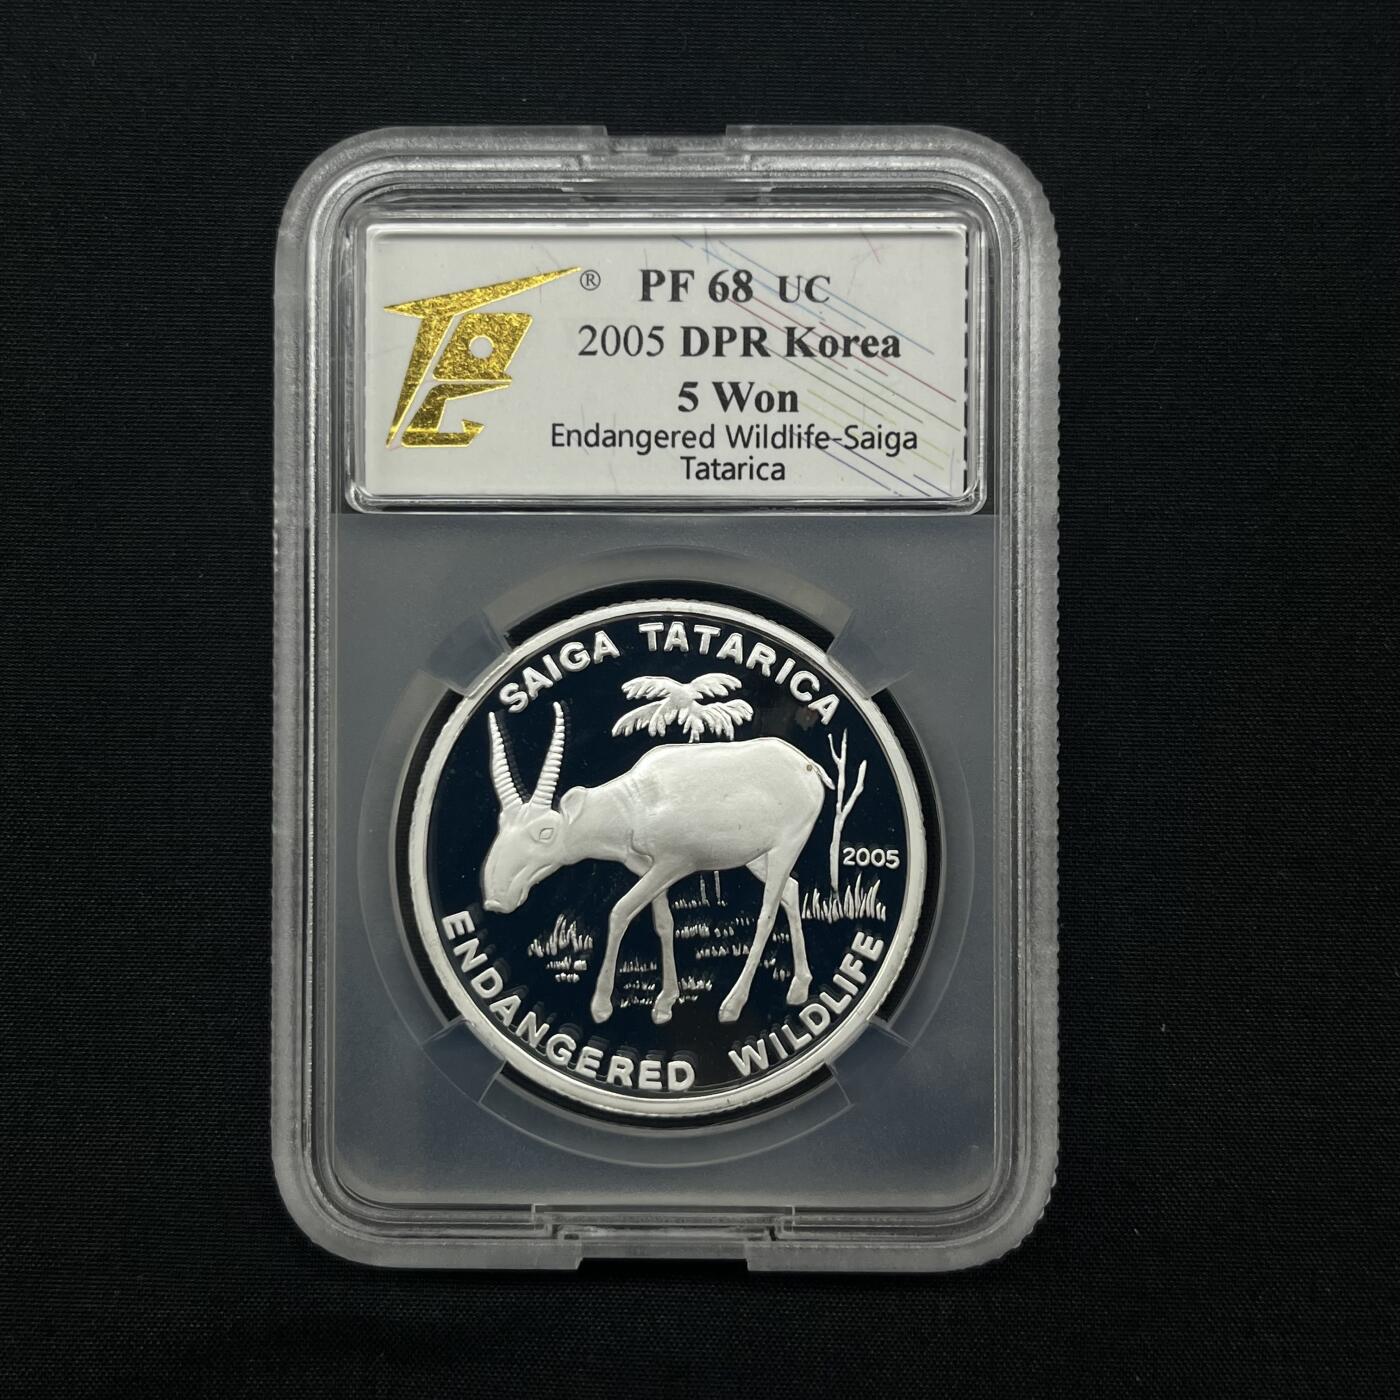 ® PF 68 UC
2005 DPR Korea
5 Won
Endangered Wildlife-Saiga
Tatarica
SAIGA TATARICA
2005
ENDANGERED WILDLIFE